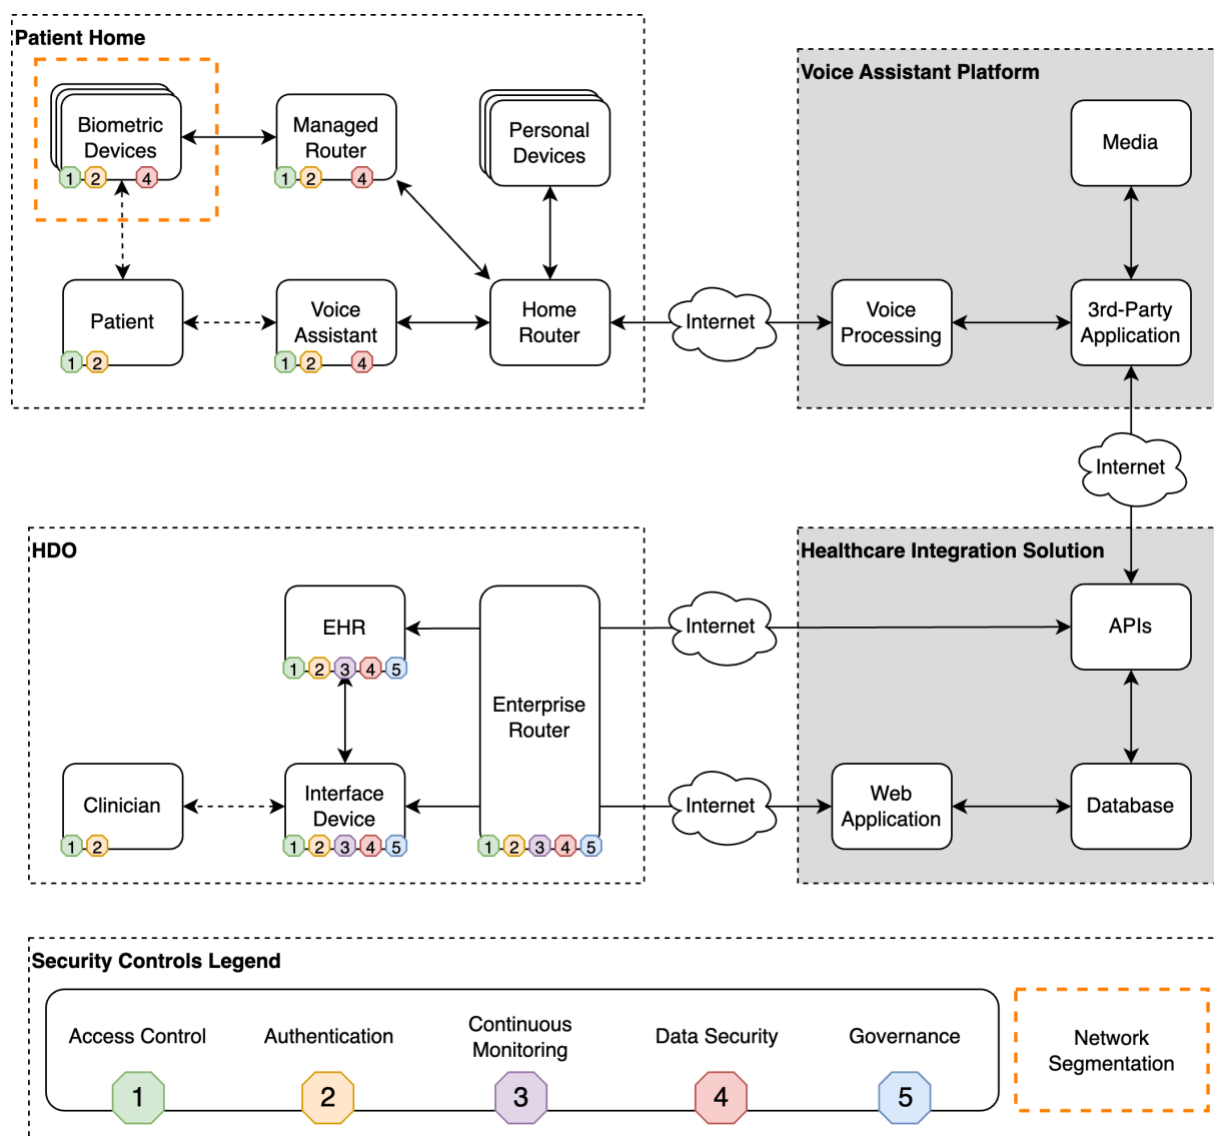 Patient Home
Biometric
Devices
1 2 4
Managed
Router
1 2 4
Personal
Devices
Patient
1 2
Voice
Assistant
1 2 4
Home
Router
Internet
Voice Assistant Platform
Media
Voice
Processing
3rd-Party
Application
Internet
HDO
EHR
1 2 3 4 5
Enterprise
Router
1 2 3 4 5
Clinician
1 2
Interface
Device
1 2 3 4 5
Internet
Internet
Healthcare Integration Solution
APIs
Web
Application
Database
Security Controls Legend
Access Control
1
Authentication
2
Continuous
Monitoring
3
Data Security
4
Governance
5
Network
Segmentation